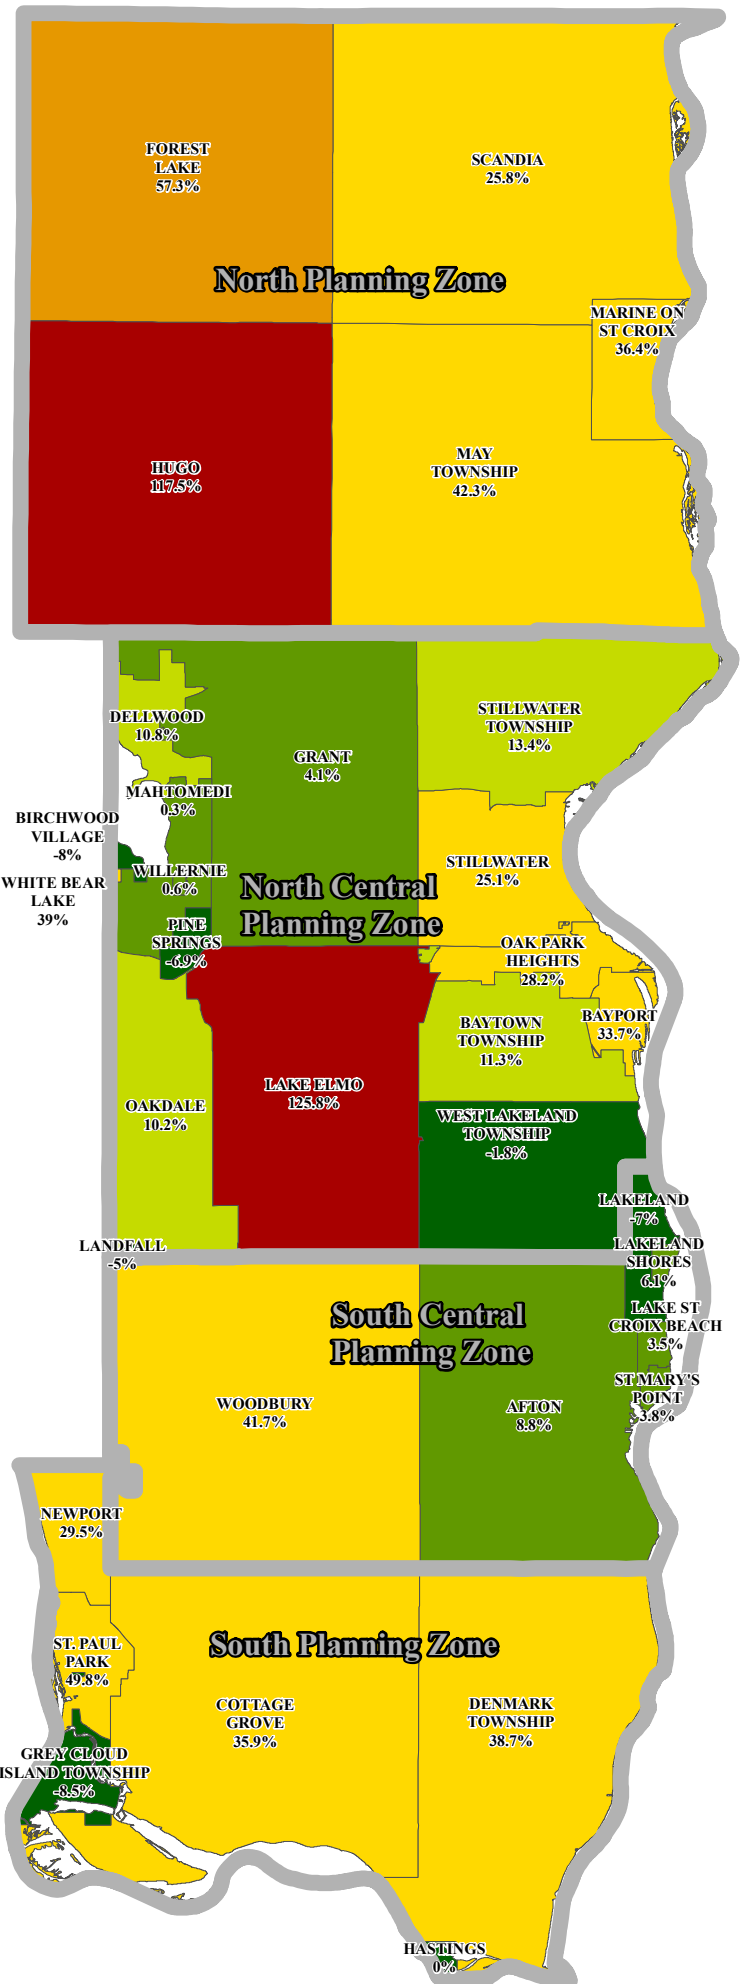 FOREST
LAKE
57.3%
SCANDIA
25.8%
North Planning Zone
MARINE ON
ST CROIX
36.4%
HUGO
117.5%
MAY
TOWNSHIP
42.3%
DELLWOOD
10.8%
STILLWATER
TOWNSHIP
13.4%
GRANT
4.1%
MAHTOMEDI
0.3%
BIRCHWOOD
VILLAGE
-8%
WILLERNIE
0.6%
STILLWATER
25.1%
WHITE BEAR
LAKE
39%
North Central
Planning Zone
PINE
SPRINGS
-6.9%
OAK PARK
HEIGHTS
28.2%
BAYPORT
33.7%
BAYTOWN
TOWNSHIP
11.3%
LAKE ELMO
125.8%
OAKDALE
10.2%
WEST LAKELAND
TOWNSHIP
-1.8%
LAKELAND
-7%
LANDFALL
-5%
LAKELAND
SHORES
6.1%
South Central
Planning Zone
LAKE ST
CROIX BEACH
3.5%
ST MARY'S
POINT
3.8%
WOODBURY
41.7%
AFTON
8.8%
NEWPORT
29.5%
South Planning Zone
ST. PAUL
PARK
49.8%
COTTAGE
GROVE
35.9%
DENMARK
TOWNSHIP
38.7%
GREY CLOUD
ISLAND TOWNSHIP
-8.5%
HASTINGS
0%